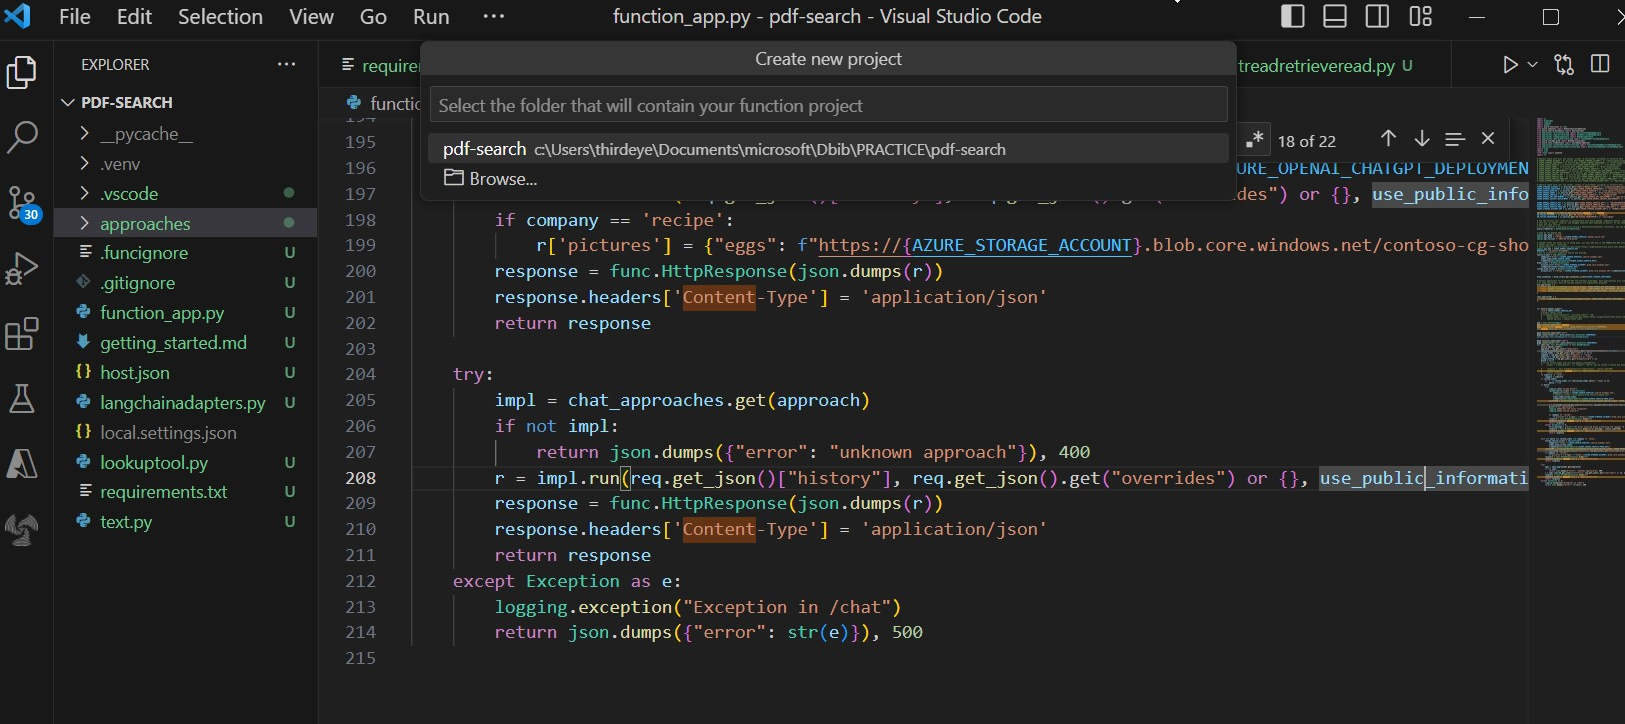 File Edit Selection View Go Run ··· function_app.py - pdf-search - Visual Studio Code
EXPLORER ···
PDF-SEARCH
__pycache__
.venv
.vscode
approaches
.funcignore U
.gitignore U
function_app.py U
getting_started.md U
host.json U
langchainadapters.py U
local.settings.json
lookuptool.py U
requirements.txt U
text.py U
30
require
treadretrieveread.py U
functio
Create new project
Select the folder that will contain your function project
pdf-search c:\Users\thirdeye\Documents\microsoft\Dbib\PRACTICE\pdf-search
Browse...
.* 18 of 22
195
196 URE_OPENAI_CHATGPT_DEPLOYMEN
197 des") or {}, use_public_info
198 if company == 'recipe':
199 r['pictures'] = {"eggs": f"https://{AZURE_STORAGE_ACCOUNT}.blob.core.windows.net/contoso-cg-sho
200 response = func.HttpResponse(json.dumps(r))
201 response.headers['Content-Type'] = 'application/json'
202 return response
203
204 try:
205 impl = chat_approaches.get(approach)
206 if not impl:
207 return json.dumps({"error": "unknown approach"}), 400
208 r = impl.run(req.get_json()["history"], req.get_json().get("overrides") or {}, use_public_informati
209 response = func.HttpResponse(json.dumps(r))
210 response.headers['Content-Type'] = 'application/json'
211 return response
212 except Exception as e:
213 logging.exception("Exception in /chat")
214 return json.dumps({"error": str(e)}), 500
215